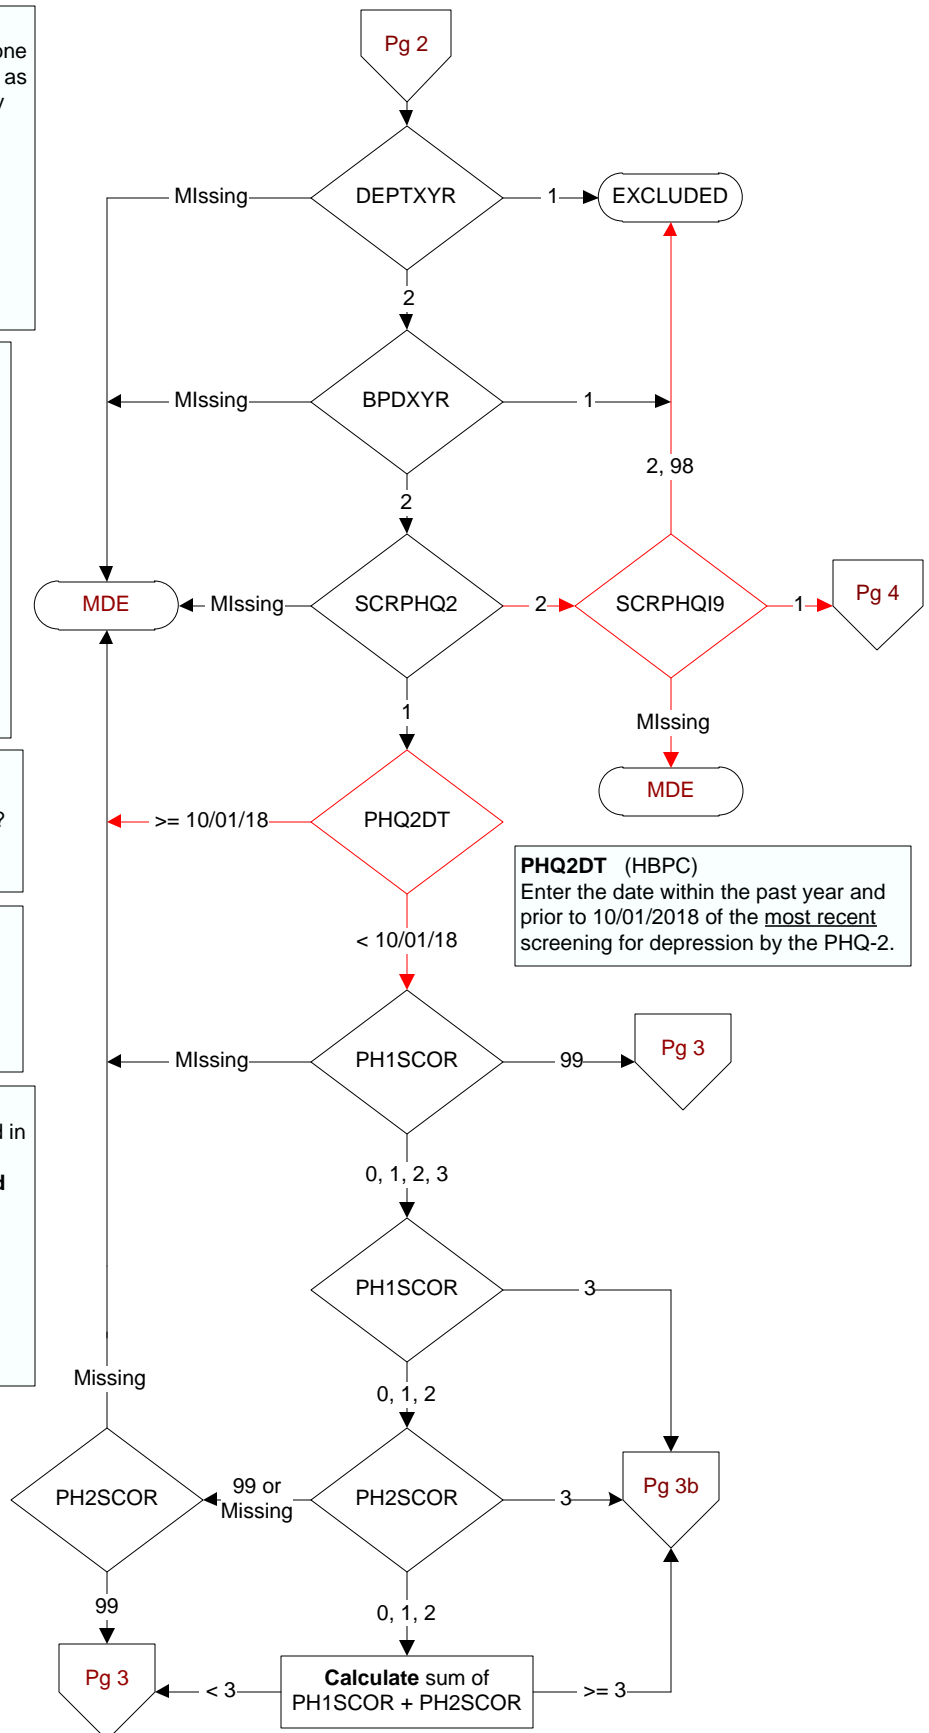 Pg 2
one
as
y
DEPTXYR
MIssing
1
EXCLUDED
2
BPDXYR
MIssing
1
2, 98
2
MDE
MIssing
SCRPHQ2
2
SCRPHQI9
1
Pg 4
1
MIssing
MDE
?
>= 10/01/18
PHQ2DT
< 10/01/18
PHQ2DT (HBPC)
Enter the date within the past year and
prior to 10/01/2018 of the most recent
screening for depression by the PHQ-2.
MIssing
PH1SCOR
99
Pg 3
d in
d
0, 1, 2, 3
PH1SCOR
3
Missing
0, 1, 2
PH2SCOR
99 or
Missing
PH2SCOR
3
Pg 3b
99
0, 1, 2
Pg 3
< 3
Calculate sum of
PH1SCOR + PH2SCOR
>= 3